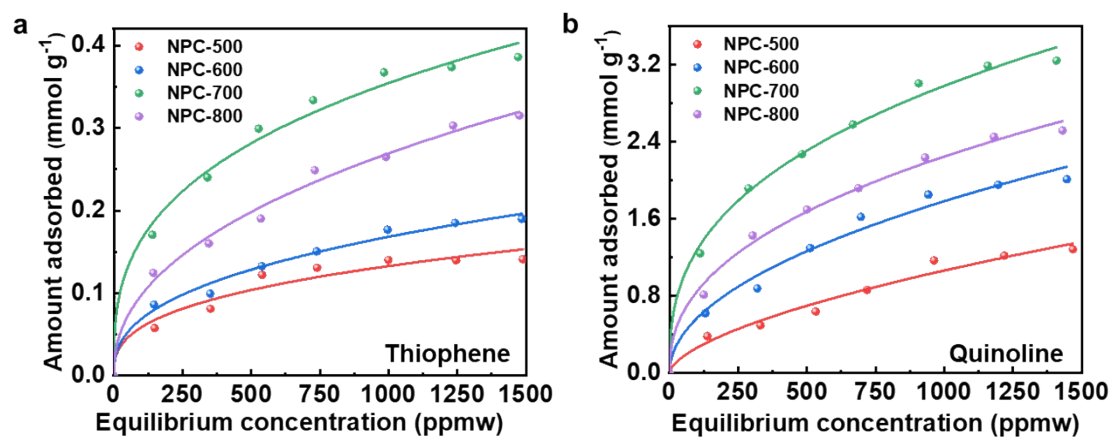 a
Amount adsorbed (mmol g⁻¹)
0.4
0.3
0.2
0.1
0.0
NPC-500
NPC-600
NPC-700
NPC-800
Thiophene
0 250 500 750 1000 1250 1500
Equilibrium concentration (ppmw)
b
Amount adsorbed (mmol g⁻¹)
3.2
2.4
1.6
0.8
0.0
NPC-500
NPC-600
NPC-700
NPC-800
Quinoline
0 250 500 750 1000 1250 1500
Equilibrium concentration (ppmw)